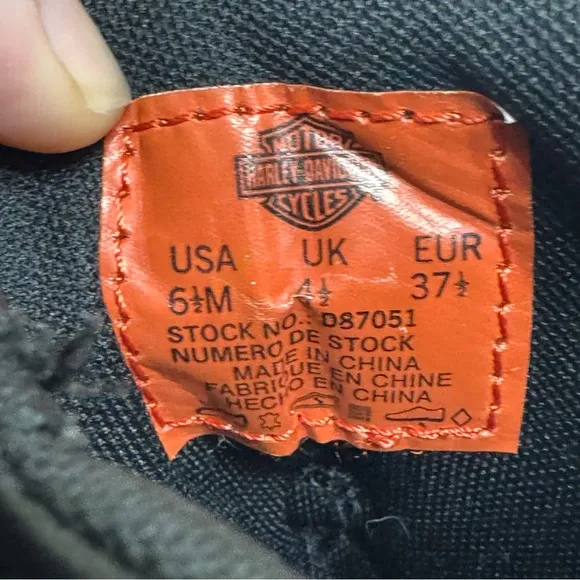 MOTOR
HARLEY-DAVIDSON
CYCLES
USA UK EUR
6½M 4½ 37½
STOCK NO.: D87051
NUMERO DE STOCK
MADE IN CHINA
FABRIQUE EN CHINE
HECHO EN CHINA